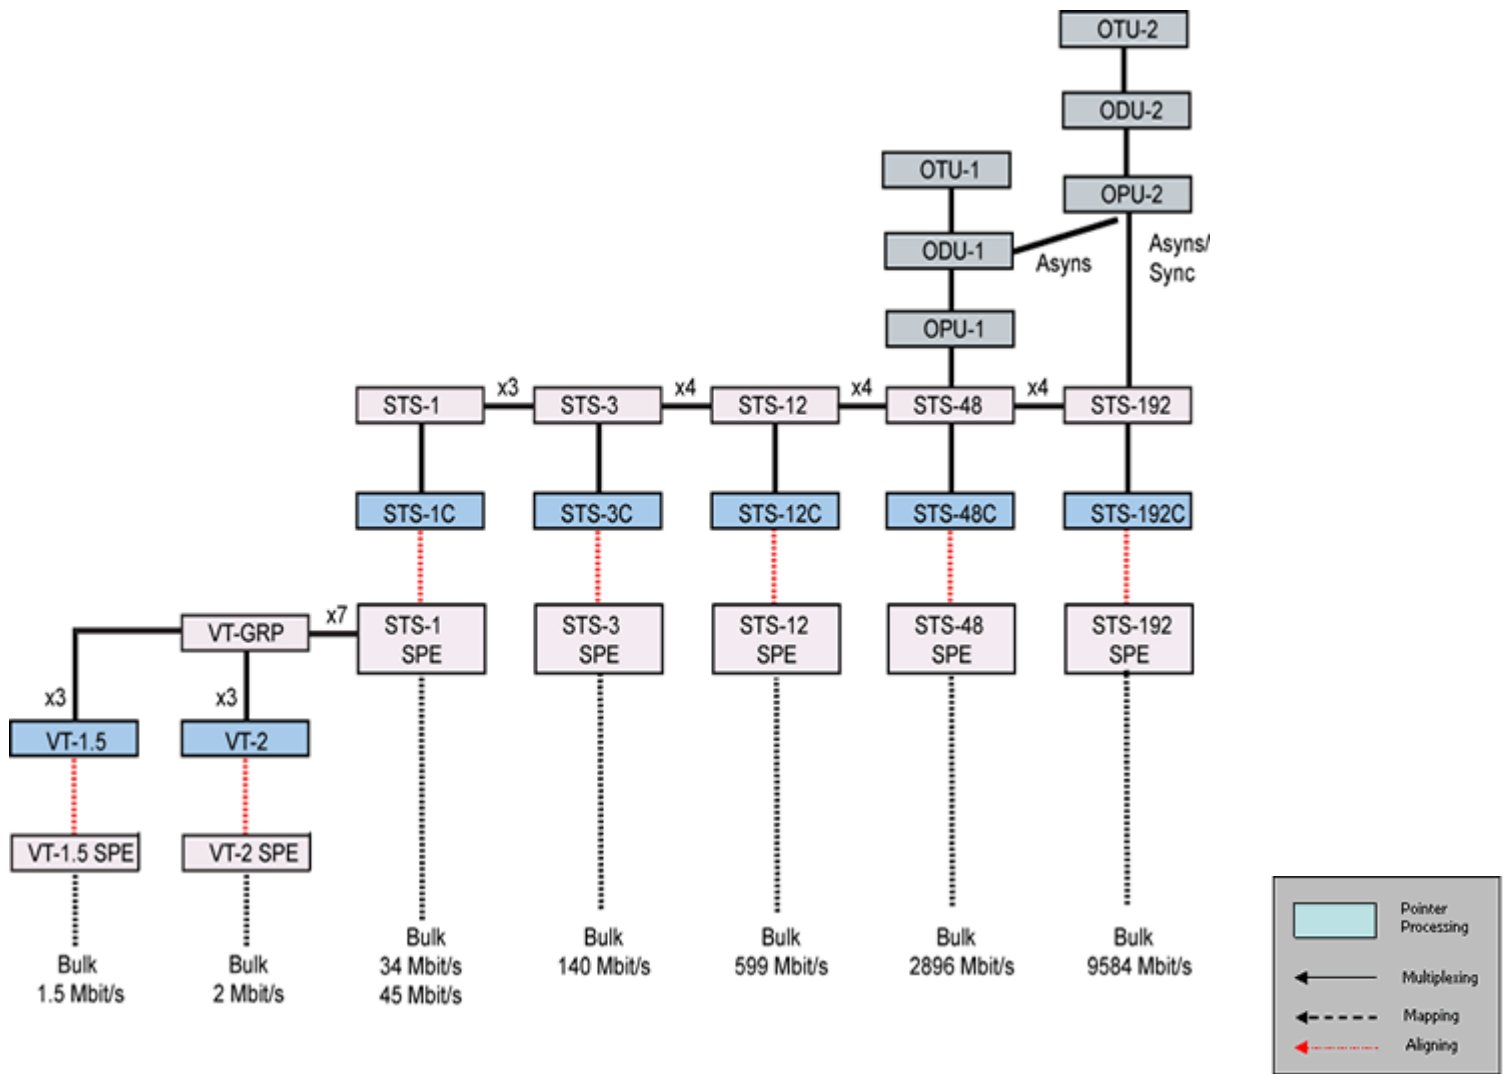 OTU-2
ODU-2
OTU-1
OPU-2
ODU-1
Asyns
Asyns/
Sync
OPU-1
x3
x4
x4
x4
STS-1
STS-3
STS-12
STS-48
STS-192
STS-1C
STS-3C
STS-12C
STS-48C
STS-192C
VT-GRP
x7
STS-1
SPE
STS-3
SPE
STS-12
SPE
STS-48
SPE
STS-192
SPE
x3
x3
VT-1.5
VT-2
VT-1.5 SPE
VT-2 SPE
Bulk
1.5 Mbit/s
Bulk
2 Mbit/s
Bulk
34 Mbit/s
45 Mbit/s
Bulk
140 Mbit/s
Bulk
599 Mbit/s
Bulk
2896 Mbit/s
Bulk
9584 Mbit/s
Pointer
Processing
Multiplexing
Mapping
Aligning